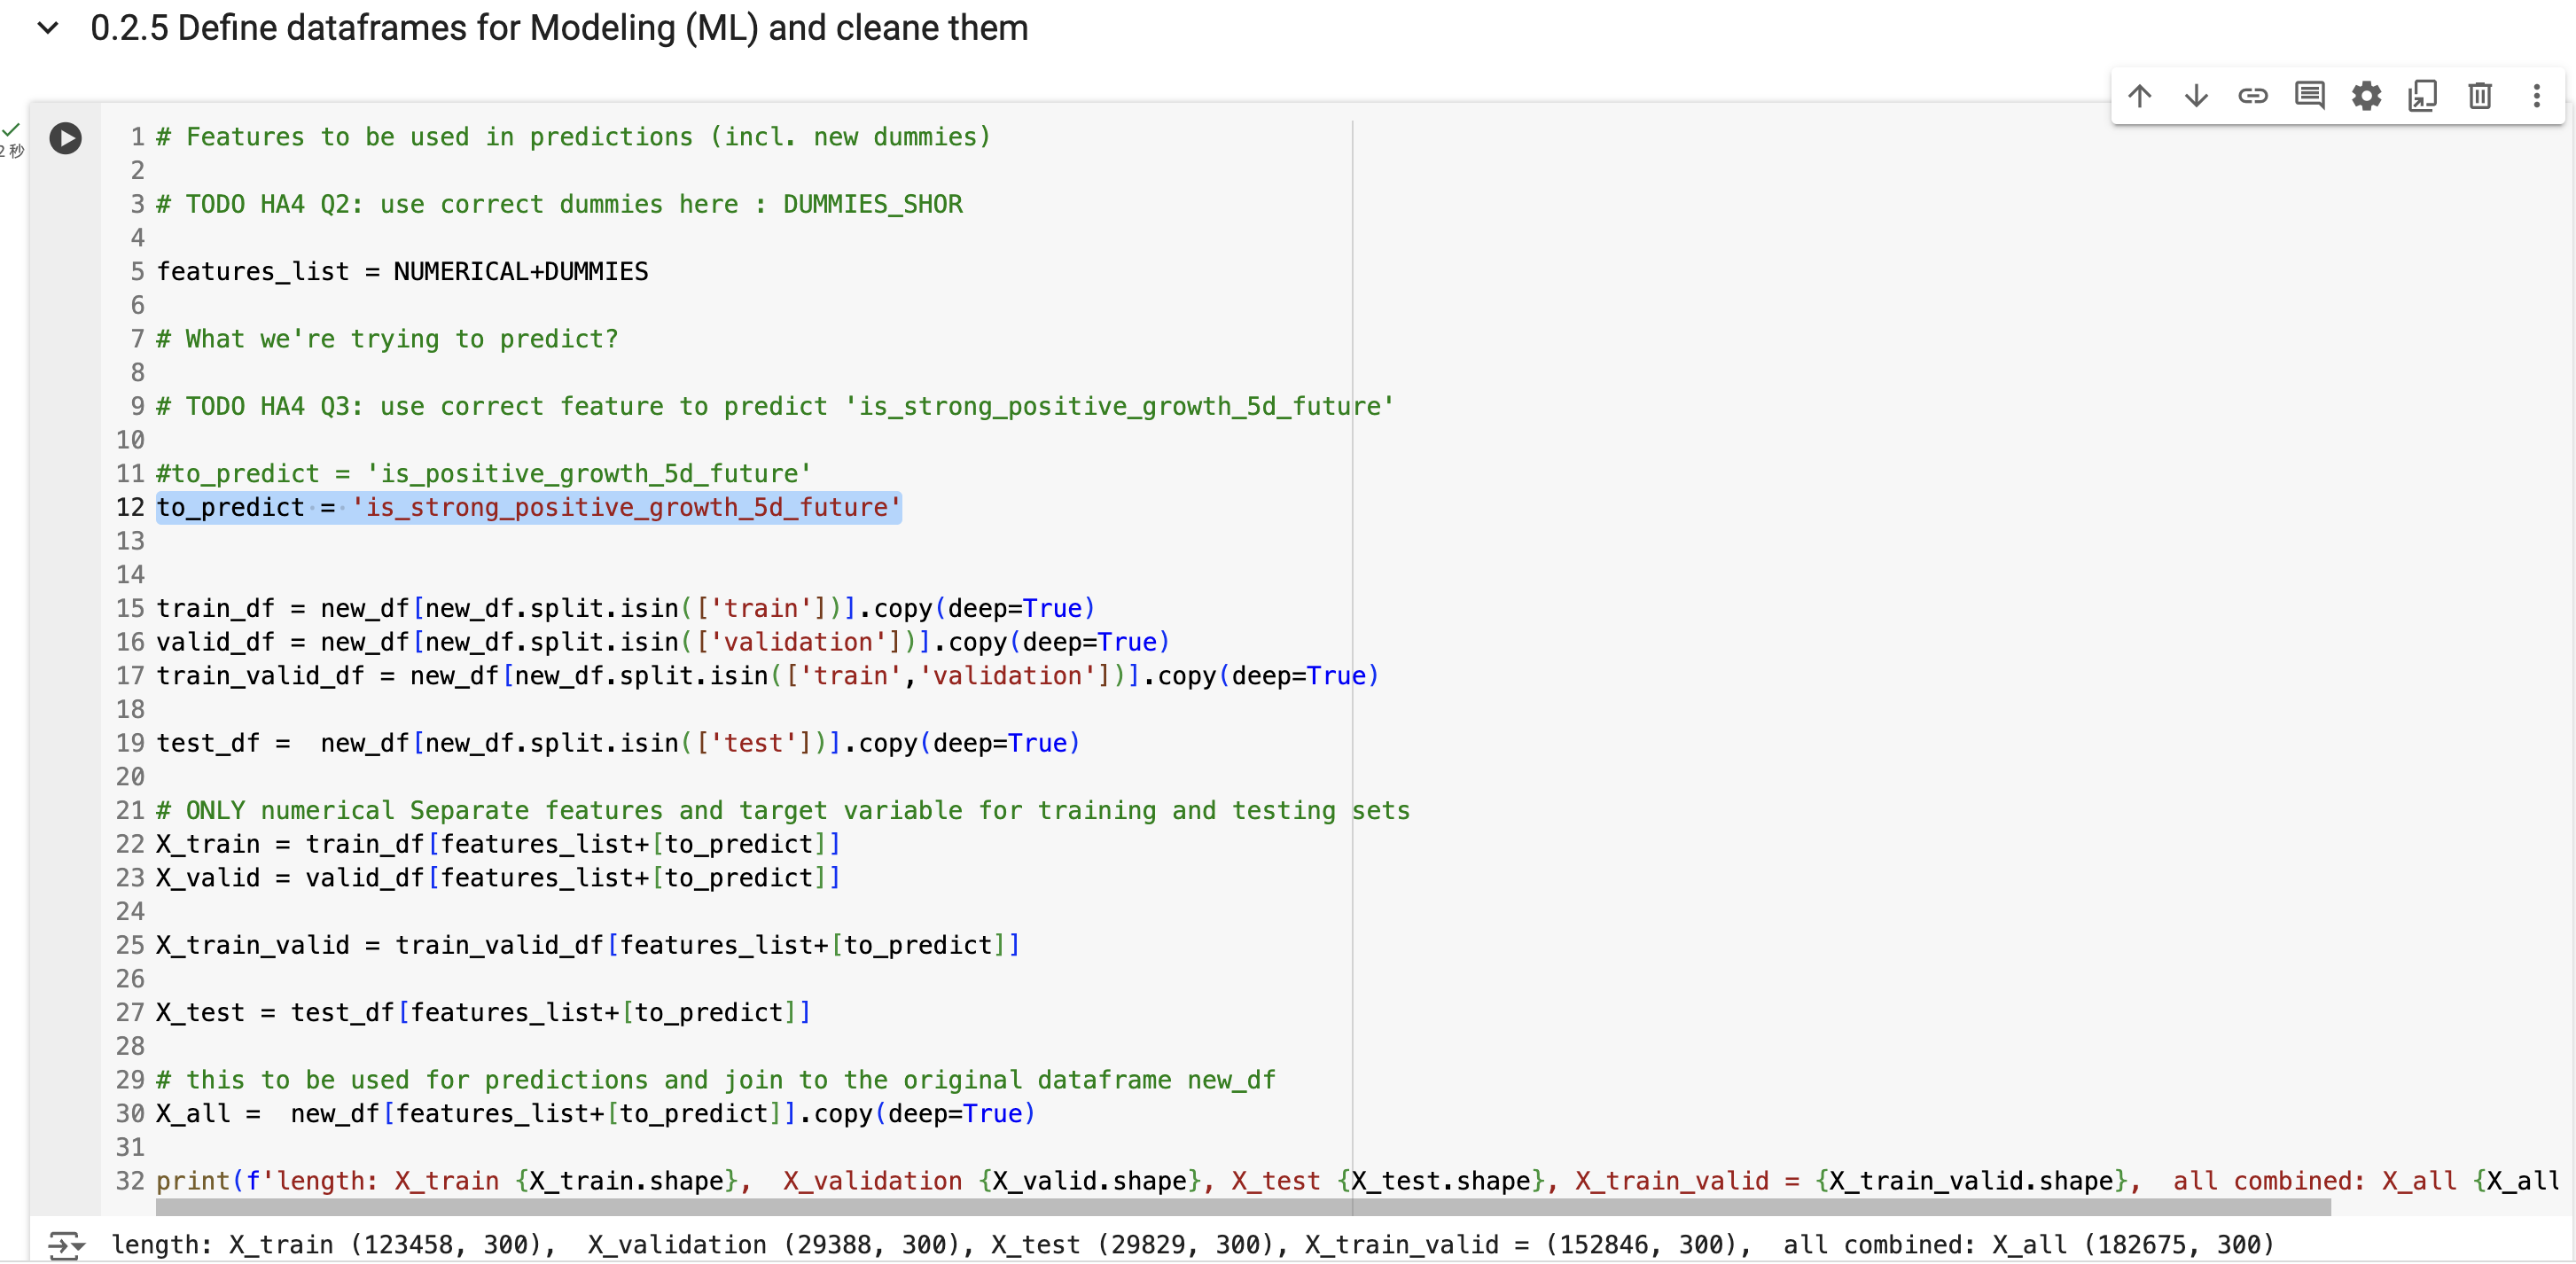 0.2.5 Define dataframes for Modeling (ML) and cleane them
2 秒
1 # Features to be used in predictions (incl. new dummies)
2
3 # TODO HA4 Q2: use correct dummies here : DUMMIES_SHOR
4
5 features_list = NUMERICAL+DUMMIES
6
7 # What we're trying to predict?
8
9 # TODO HA4 Q3: use correct feature to predict 'is_strong_positive_growth_5d_future'
10
11 #to_predict = 'is_positive_growth_5d_future'
12 to_predict = 'is_strong_positive_growth_5d_future'
13
14
15 train_df = new_df[new_df.split.isin(['train'])].copy(deep=True)
16 valid_df = new_df[new_df.split.isin(['validation'])].copy(deep=True)
17 train_valid_df = new_df[new_df.split.isin(['train','validation'])].copy(deep=True)
18
19 test_df =  new_df[new_df.split.isin(['test'])].copy(deep=True)
20
21 # ONLY numerical Separate features and target variable for training and testing sets
22 X_train = train_df[features_list+[to_predict]]
23 X_valid = valid_df[features_list+[to_predict]]
24
25 X_train_valid = train_valid_df[features_list+[to_predict]]
26
27 X_test = test_df[features_list+[to_predict]]
28
29 # this to be used for predictions and join to the original dataframe new_df
30 X_all =  new_df[features_list+[to_predict]].copy(deep=True)
31
32 print(f'length: X_train {X_train.shape},  X_validation {X_valid.shape}, X_test {X_test.shape}, X_train_valid = {X_train_valid.shape},  all combined: X_all {X_all
length: X_train (123458, 300),  X_validation (29388, 300), X_test (29829, 300), X_train_valid = (152846, 300),  all combined: X_all (182675, 300)